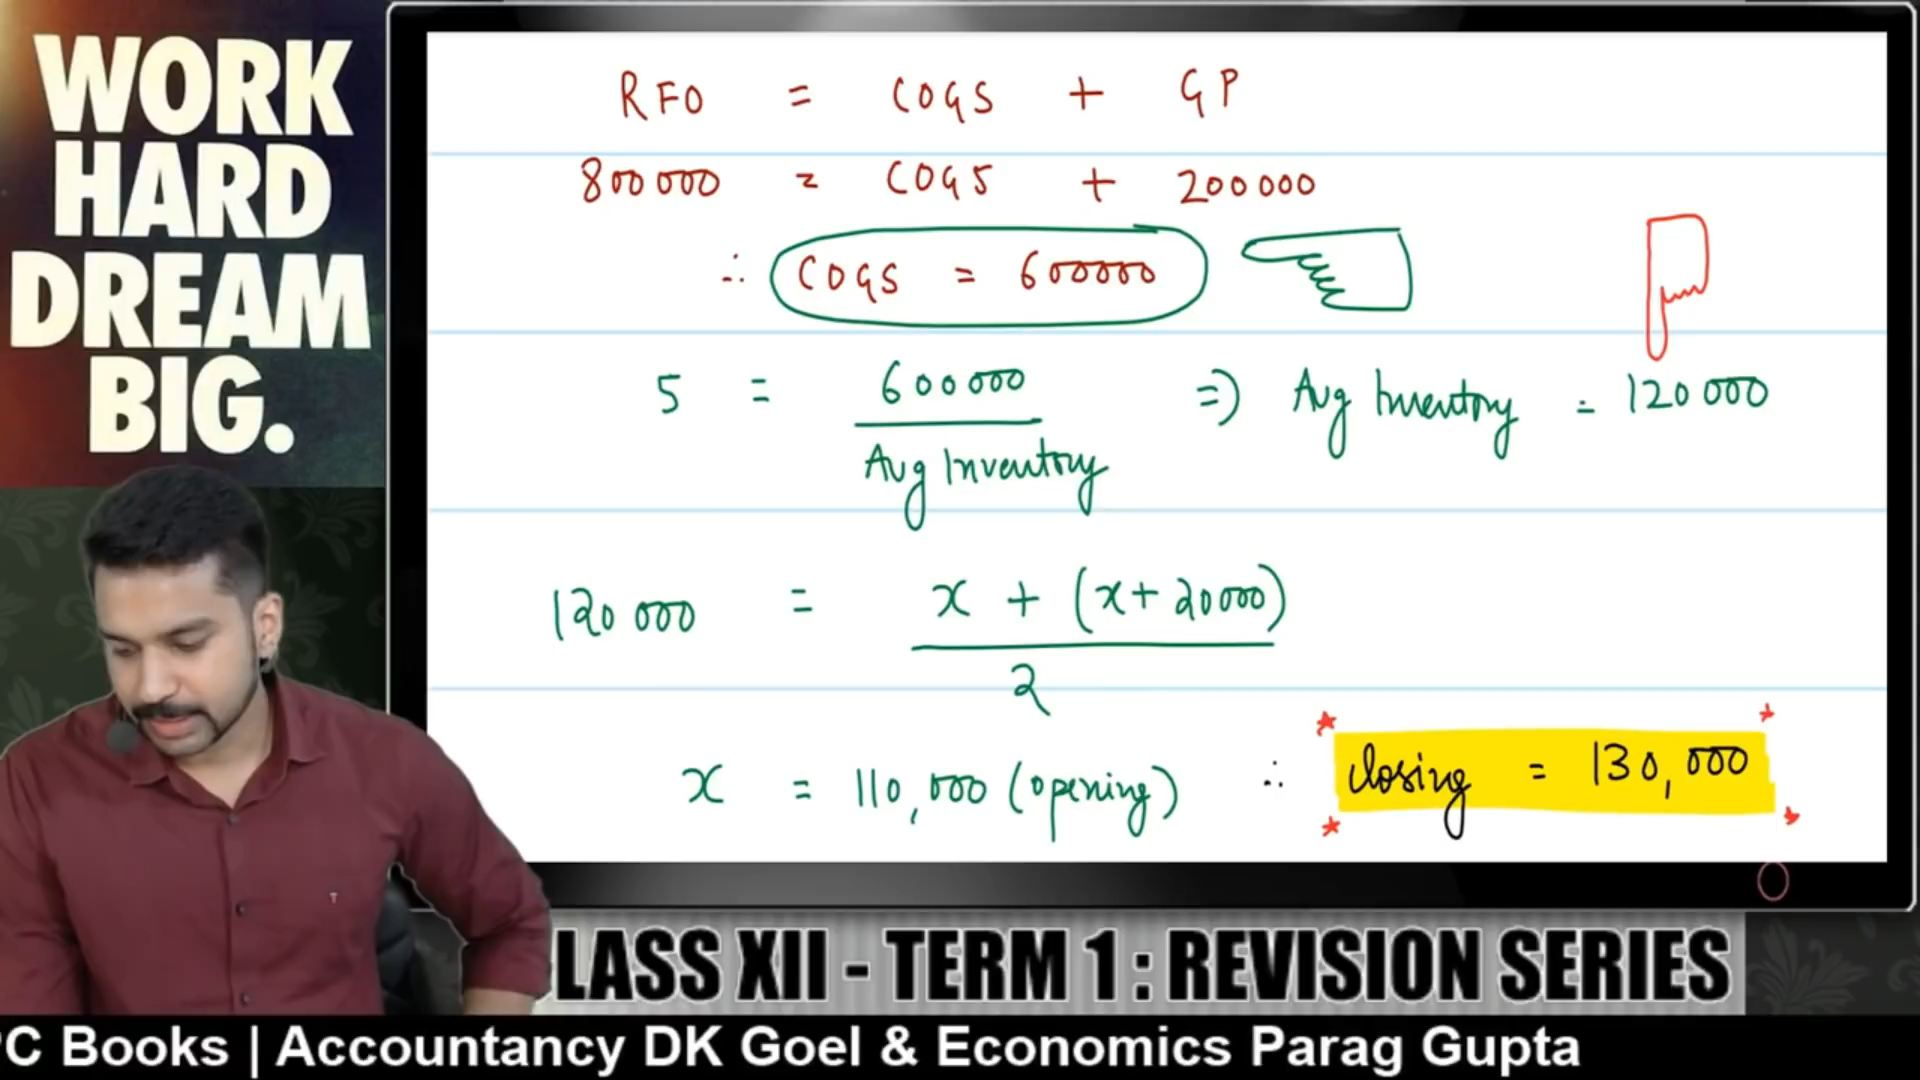 WORK
HARD
DREAM
BIG.
RFO = COGS + GP
800000 = COGS + 200000
∴ COGS = 600000
5 = 600000 / Avg Inventory => Avg Inventory = 120000
120000 = x + (x + 20000) / 2
x = 110,000 (opening) ∴ closing = 130,000
T
LASS XII - TERM 1 : REVISION SERIES
PC Books | Accountancy DK Goel & Economics Parag Gupta